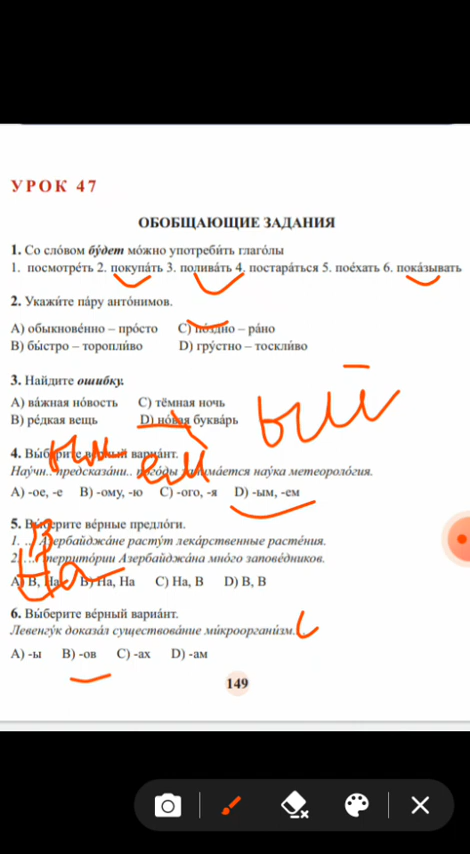 УРОК 47
ОБОБЩАЮЩИЕ ЗАДАНИЯ
1. Со сло́вом бу́дет мо́жно употреби́ть глаго́лы
1. посмотре́ть 2. покупа́ть 3. полива́ть 4. постара́ться 5. пое́хать 6. пока́зывать
2. Укажи́те па́ру анто́нимов.
А) обыкнове́нно – про́сто C) по́здно – ра́но
B) бы́стро – торопли́во D) гру́стно – тоскли́во
3. Найди́те оши́бку.
А) ва́жная но́вость C) тёмная ночь
B) ре́дкая вещь D) но́вая буква́рь
4. Вы́берите ве́рный вариа́нт.
ым ей ый
Нау́чн.. предсказа́ни.. пого́ды занима́ется нау́ка метеороло́гия.
А) -ое, -е B) -ому, -ю C) -ого, -я D) -ым, -ем
5. Вы́берите ве́рные предло́ги.
В
1. ... Азербайджа́не расту́т лека́рственные расте́ния.
2. ... террито́рии Азербайджа́на мно́го запове́дников.
На
А) В, На B) На, На C) На, В D) В, В
6. Вы́берите ве́рный вариа́нт.
Левенгу́к доказа́л существова́ние микрооргани́зм..
А) -ы B) -ов C) -ах D) -ам
149